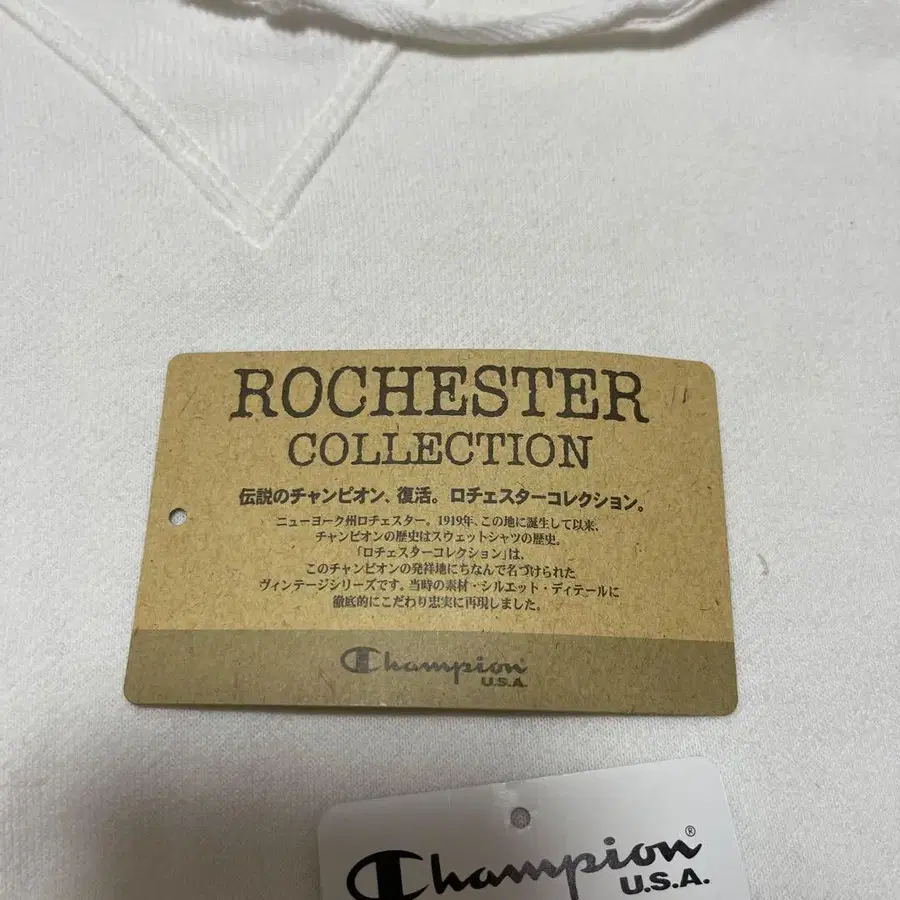 ROCHESTER
COLLECTION
伝説のチャンピオン、復活。ロチェスターコレクション。
ニューヨーク州ロチェスター。1919年、この地に誕生して以来、
チャンピオンの歴史はスウェットシャツの歴史。
「ロチェスターコレクション」は、
このチャンピオンの発祥地にちなんで名づけられた
ヴィンテージシリーズです。当時の素材・シルエット・ディテールに
徹底的にこだわり忠実に再現しました。
Champion
U.S.A.
Champion®
U.S.A.